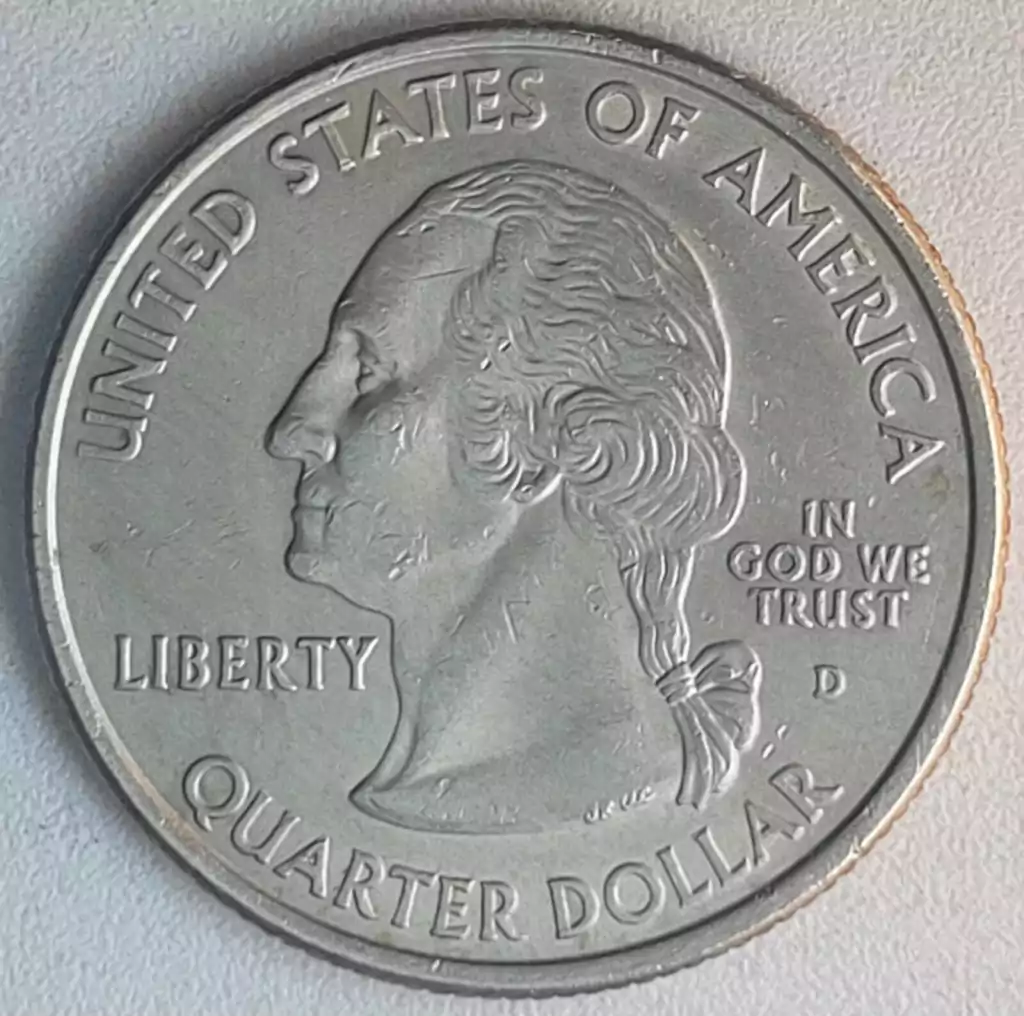 UNITED STATES OF AMERICA
LIBERTY
IN
GOD WE
TRUST
D
QUARTER DOLLAR